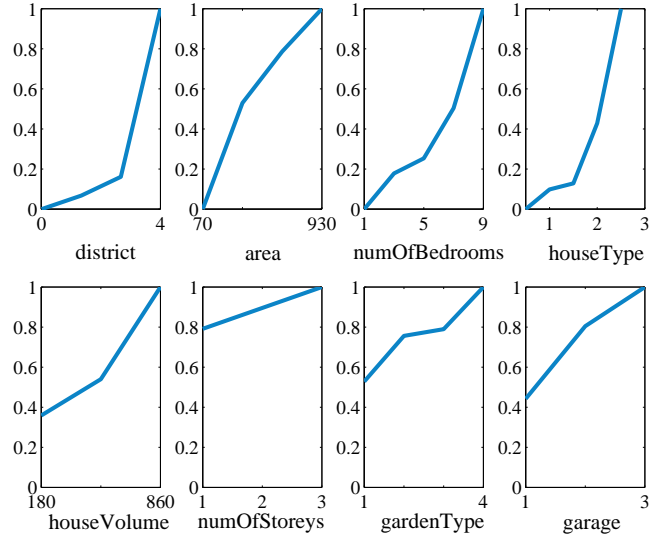 1 1 1 1
0.8 0.8 0.8 0.8
0.6 0.6 0.6 0.6
0.4 0.4 0.4 0.4
0.2 0.2 0.2 0.2
0 0 0 0
0 4 70 930 1 5 9 1 2 3
district area numOfBedrooms houseType
1 1 1 1
0.8 0.8 0.8 0.8
0.6 0.6 0.6 0.6
0.4 0.4 0.4 0.4
0.2 0.2 0.2 0.2
0 0 0 0
180 860 1 2 3 1 4 1 3
houseVolume numOfStoreys gardenType garage